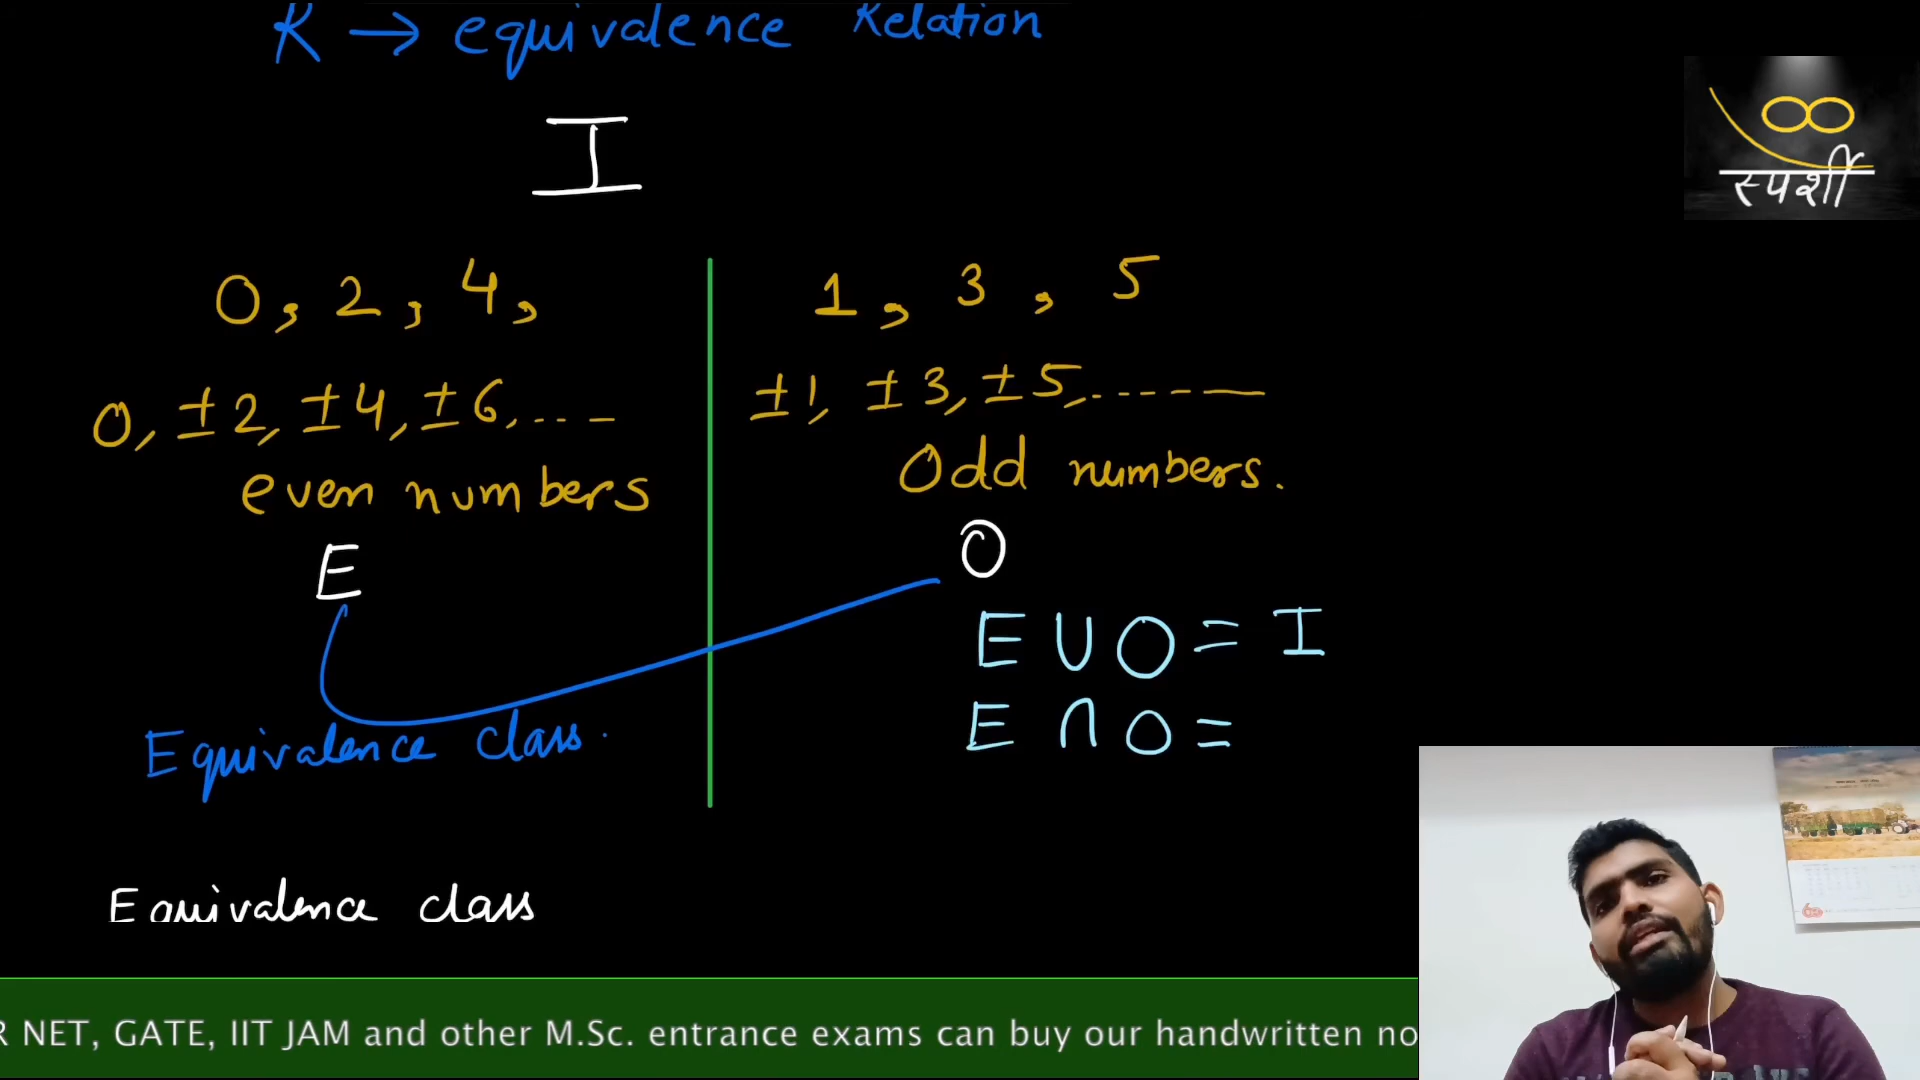 R → equivalence Relation
I
स्पर्शी
0, 2, 4,
1, 3, 5
0, ±2, ±4, ±6, ...
±1, ±3, ±5, .......
even numbers
Odd numbers.
E
O
E ∪ O = I
E ∩ O =
Equivalence class.
Equivalence class
R NET, GATE, IIT JAM and other M.Sc. entrance exams can buy our handwritten no